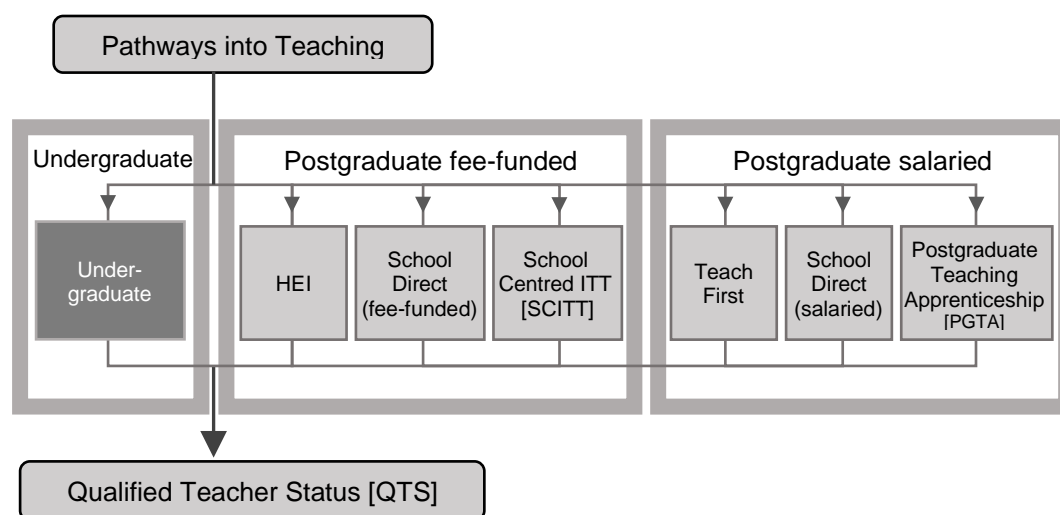 Pathways into Teaching
Undergraduate
Postgraduate fee-funded
Postgraduate salaried
Under-
graduate
HEI
School
Direct
(fee-funded)
School
Centred ITT
[SCITT]
Teach
First
School
Direct
(salaried)
Postgraduate
Teaching
Apprenticeship
[PGTA]
Qualified Teacher Status [QTS]